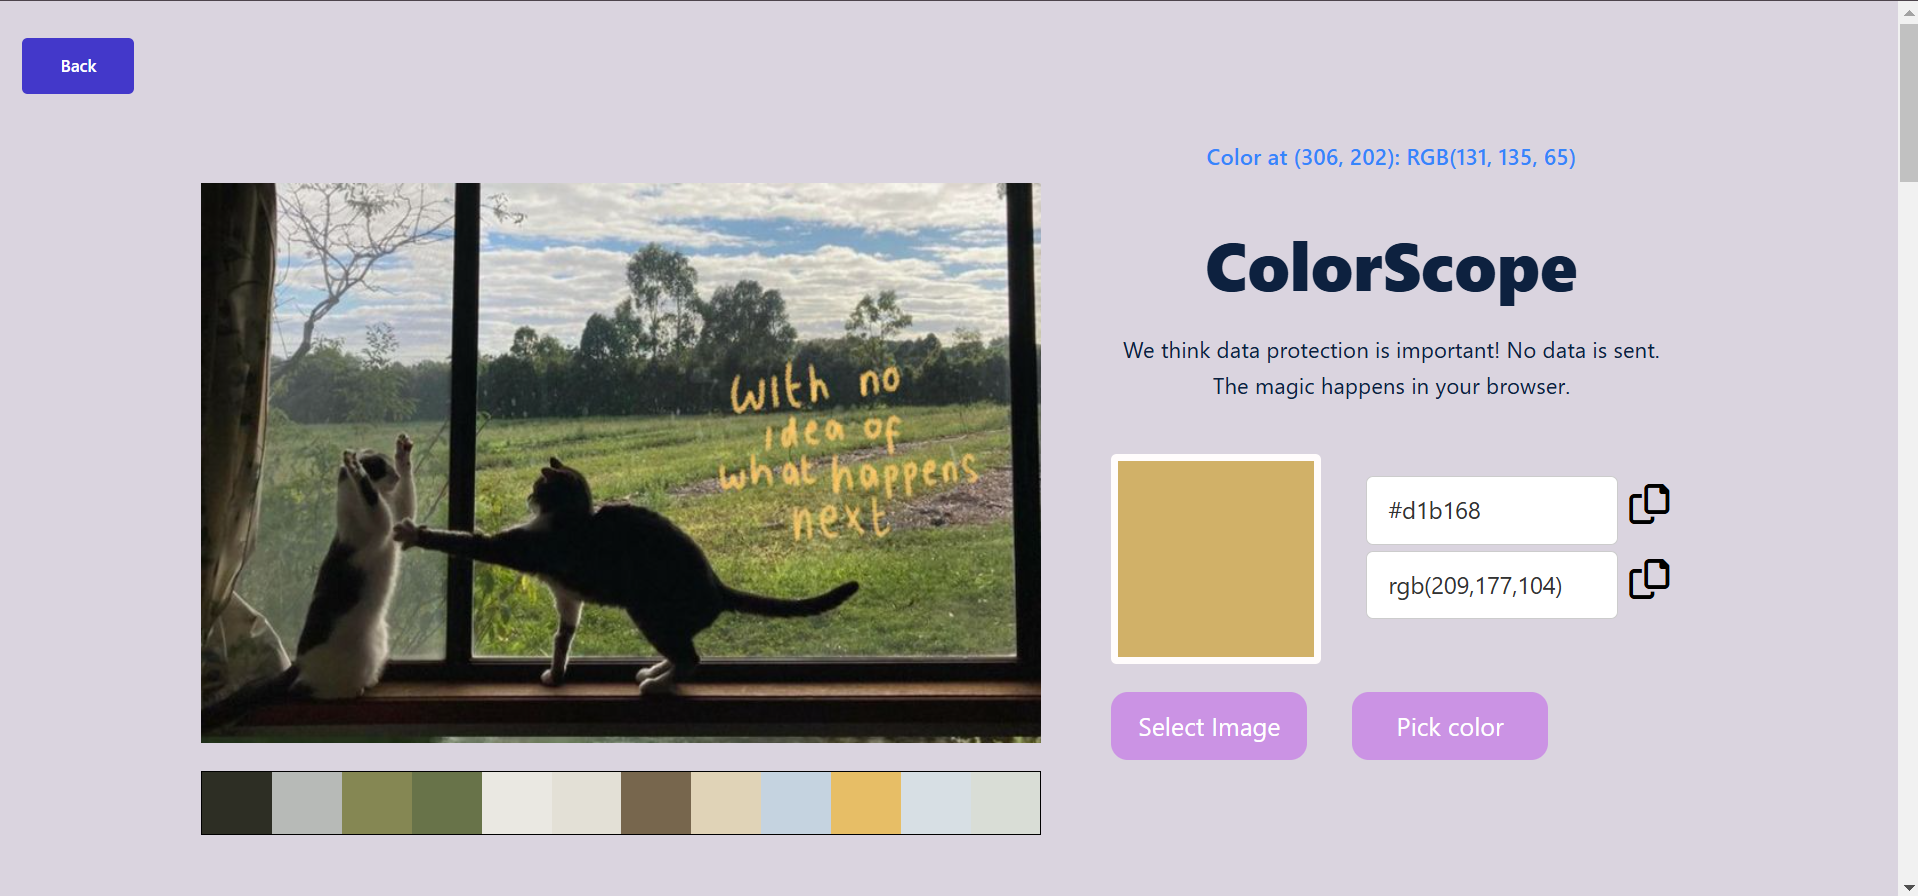 Back
Color at (306, 202): RGB(131, 135, 65)
with no
idea of
what happens
next
ColorScope
We think data protection is important! No data is sent.
The magic happens in your browser.
#d1b168
rgb(209,177,104)
Select Image
Pick color